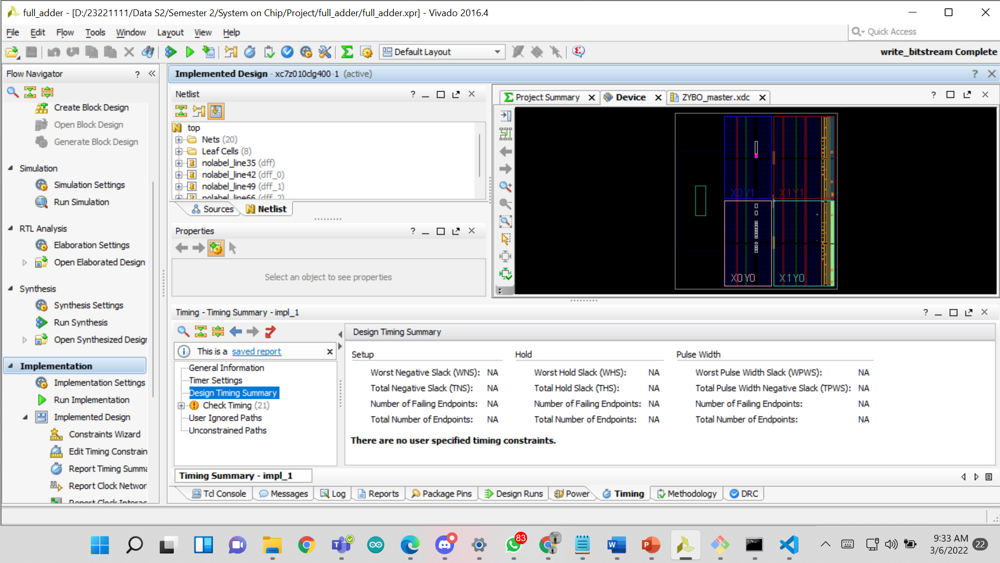 full_adder - [D:/23221111/Data S2/Semester 2/System on Chip/Project/full_adder/full_adder.xpr] - Vivado 2016.4
File Edit Flow Tools Window Layout View Help
Quick Access
Default Layout
write_bitstream Complete
Flow Navigator
Create Block Design
Open Block Design
Generate Block Design
Simulation
Simulation Settings
Run Simulation
RTL Analysis
Elaboration Settings
Open Elaborated Design
Synthesis
Synthesis Settings
Run Synthesis
Open Synthesized Design
Implementation
Implementation Settings
Run Implementation
Implemented Design
Constraints Wizard
Edit Timing Constrain
Report Timing Summa
Report Clock Networ
Report Clock Interac
Implemented Design - xc7z010clg400-1 (active)
Netlist
top
Nets (20)
Leaf Cells (8)
nolabel_line35 (dff)
nolabel_line42 (dff_0)
nolabel_line49 (dff_1)
nolabel_line66 (dff_2)
Sources Netlist
Properties
Select an object to see properties
Project Summary Device ZYBO_master.xdc
X0Y1 X1Y1
X0Y0 X1Y0
Timing - Timing Summary - impl_1
This is a saved report
General Information
Timer Settings
Design Timing Summary
Check Timing (21)
User Ignored Paths
Unconstrained Paths
Design Timing Summary
Setup Hold Pulse Width
Worst Negative Slack (WNS): NA Worst Hold Slack (WHS): NA Worst Pulse Width Slack (WPWS): NA
Total Negative Slack (TNS): NA Total Hold Slack (THS): NA Total Pulse Width Negative Slack (TPWS): NA
Number of Failing Endpoints: NA Number of Failing Endpoints: NA Number of Failing Endpoints: NA
Total Number of Endpoints: NA Total Number of Endpoints: NA Total Number of Endpoints: NA
There are no user specified timing constraints.
Timing Summary - impl_1
Tcl Console Messages Log Reports Package Pins Design Runs Power Timing Methodology DRC
83
9:33 AM
3/6/2022
22